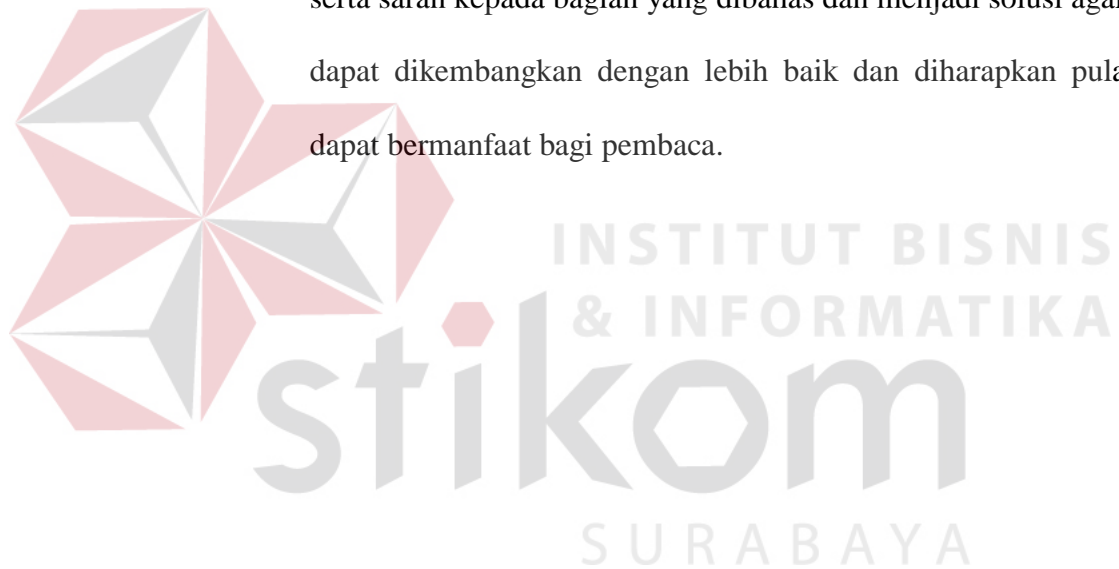 serta saran kepada bagian yang dibahas dan menjadi solusi agar
dapat dikembangkan dengan lebih baik dan diharapkan pula
dapat bermanfaat bagi pembaca.
INSTITUT BISNIS
& INFORMATIKA
stikom
SURABAYA